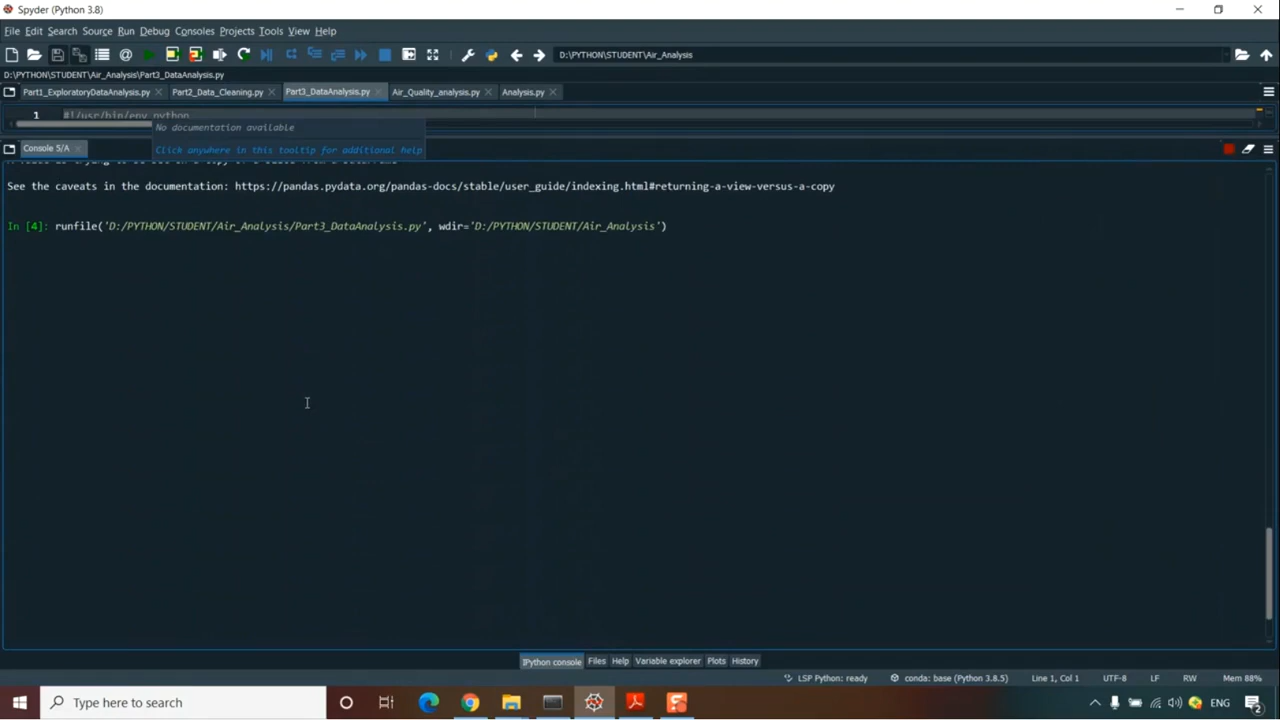 Spyder (Python 3.8)
File Edit Search Source Run Debug Consoles Projects Tools View Help
D:\PYTHON\STUDENT\Air_Analysis
D:\PYTHON\STUDENT\Air_Analysis\Part3_DataAnalysis.py
Part1_ExploratoryDataAnalysis.py Part2_Data_Cleaning.py Part3_DataAnalysis.py Air_Quality_analysis.py Analysis.py
1 #!/usr/bin/env python
No documentation available
Click anywhere in this tooltip for additional help
Console 5/A
See the caveats in the documentation: https://pandas.pydata.org/pandas-docs/stable/user_guide/indexing.html#returning-a-view-versus-a-copy
In [4]: runfile('D:/PYTHON/STUDENT/Air_Analysis/Part3_DataAnalysis.py', wdir='D:/PYTHON/STUDENT/Air_Analysis')
IPython console Files Help Variable explorer Plots History
LSP Python: ready conda: base (Python 3.8.5) Line 1, Col 1 UTF-8 LF RW Mem 88%
Type here to search ENG 2